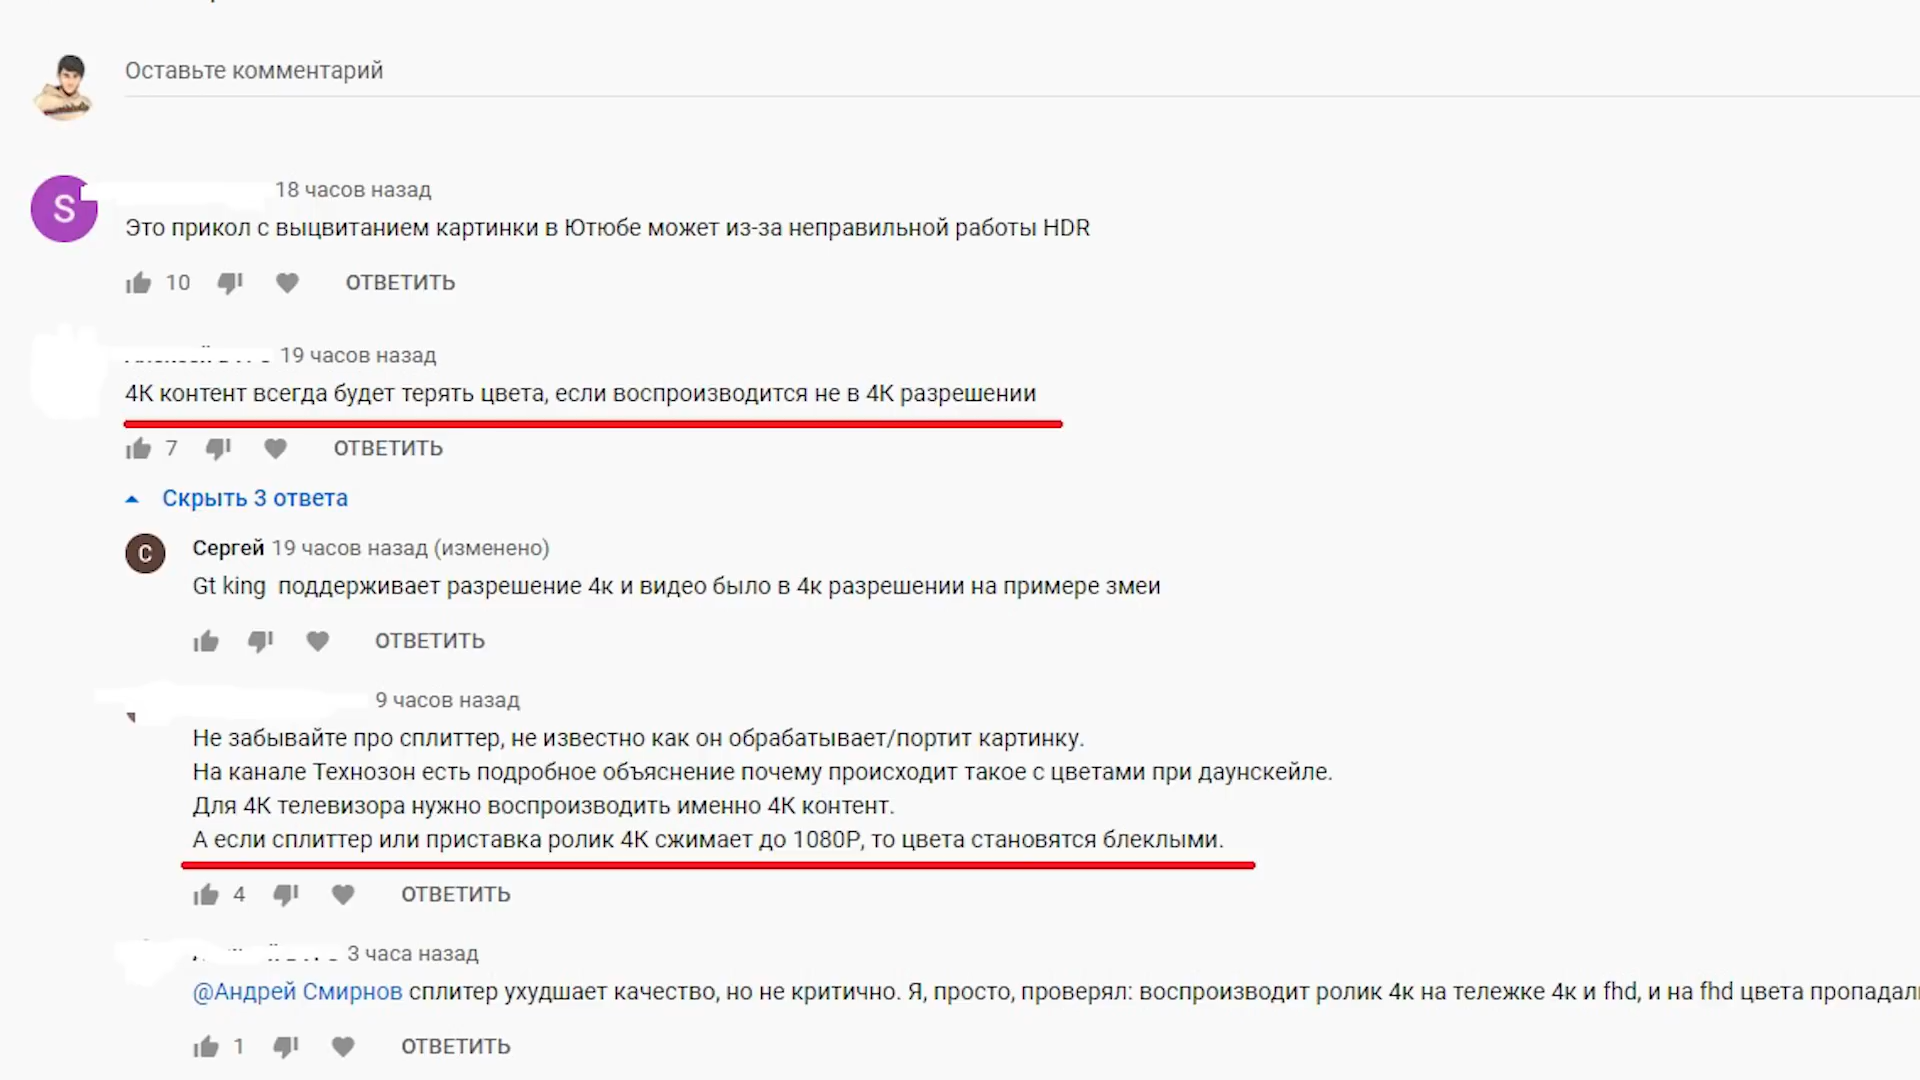 Оставьте комментарий
S
18 часов назад
Это прикол с выцвитанием картинки в Ютюбе может из-за неправильной работы HDR
10 ОТВЕТИТЬ
19 часов назад
4К контент всегда будет терять цвета, если воспроизводится не в 4К разрешении
7 ОТВЕТИТЬ
Скрыть 3 ответа
С
Сергей 19 часов назад (изменено)
Gt king поддерживает разрешение 4к и видео было в 4к разрешении на примере змеи
ОТВЕТИТЬ
9 часов назад
Не забывайте про сплиттер, не известно как он обрабатывает/портит картинку.
На канале Технозон есть подробное объяснение почему происходит такое с цветами при даунскейле.
Для 4К телевизора нужно воспроизводить именно 4К контент.
А если сплиттер или приставка ролик 4К сжимает до 1080P, то цвета становятся блеклыми.
4 ОТВЕТИТЬ
3 часа назад
@Андрей Смирнов сплитер ухудшает качество, но не критично. Я, просто, проверял: воспроизводит ролик 4к на тележке 4к и fhd, и на fhd цвета
1 ОТВЕТИТЬ